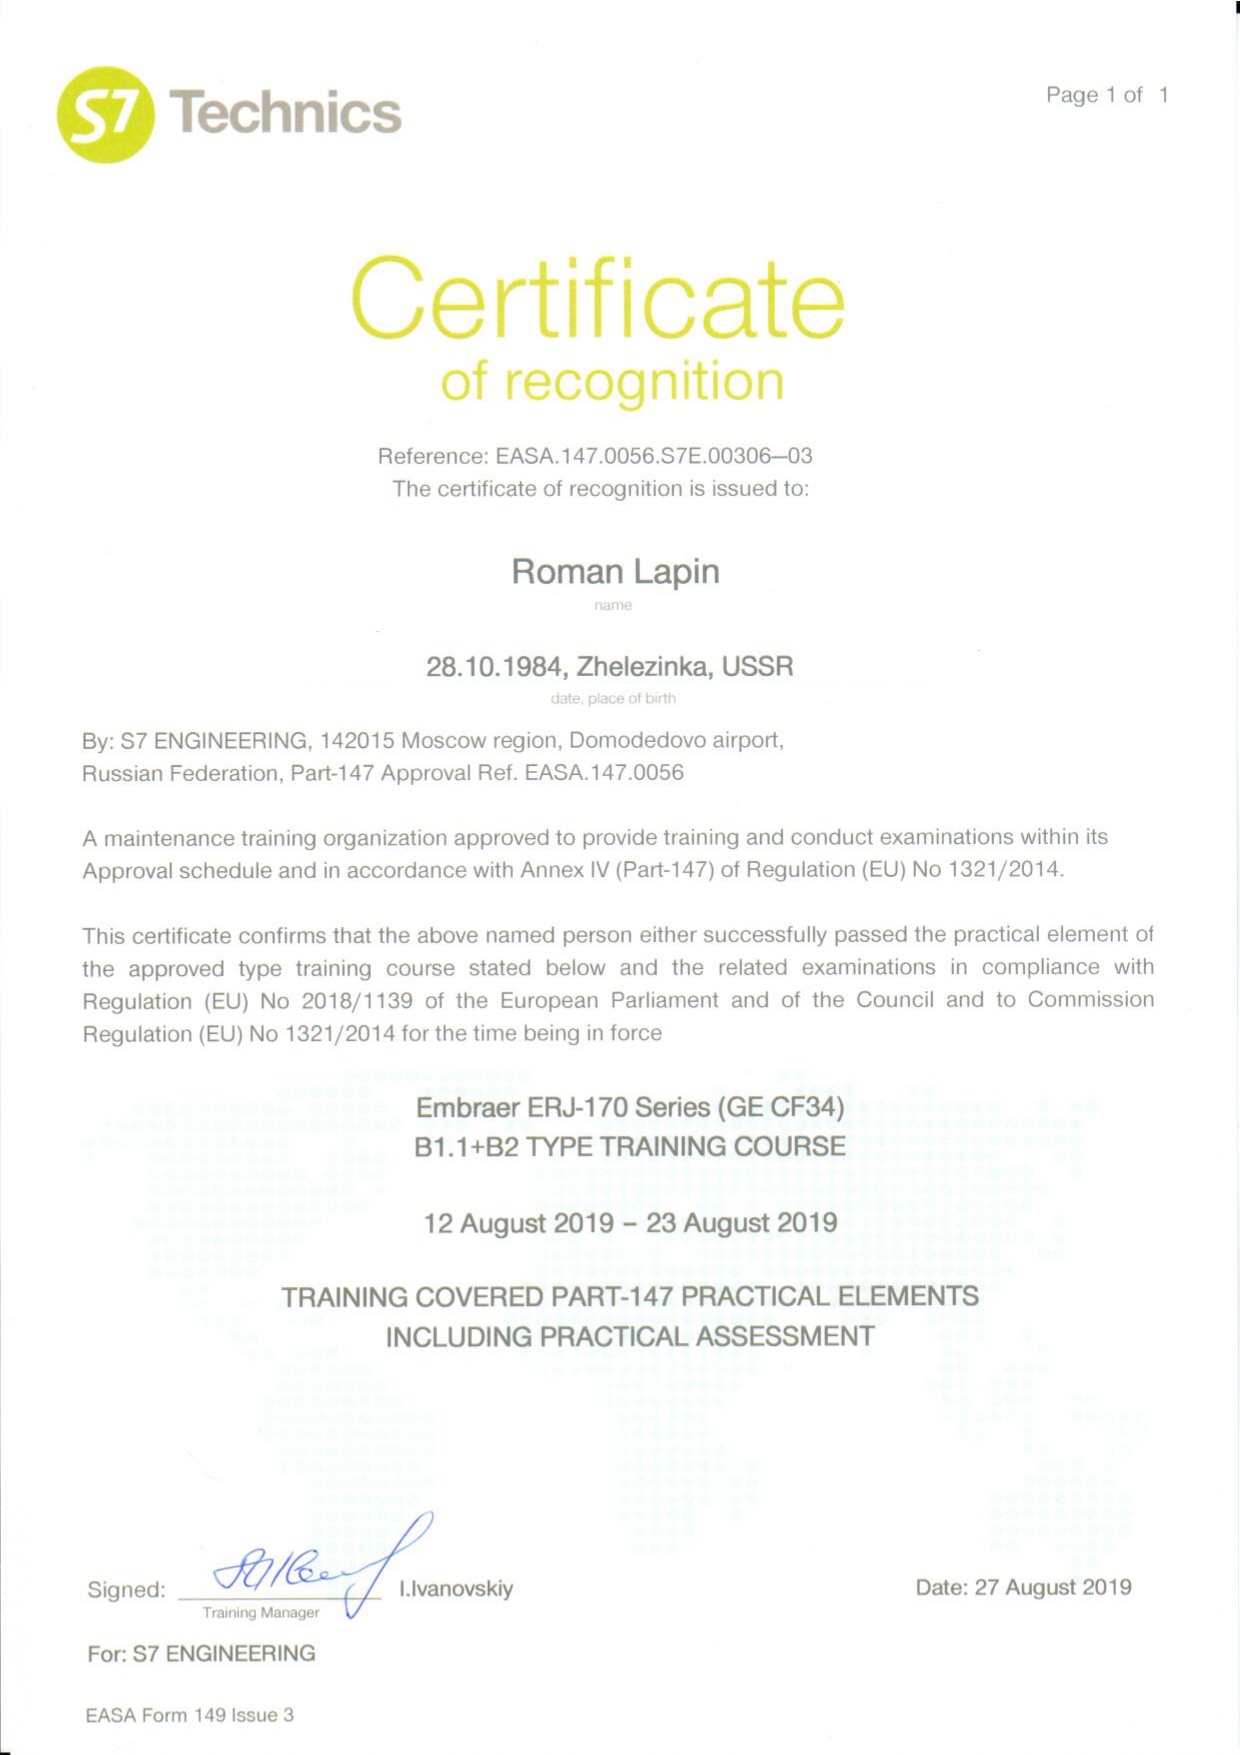 S7 Technics
Page 1 of 1
Certificate
of recognition
Reference: EASA.147.0056.S7E.00306–03
The certificate of recognition is issued to:
Roman Lapin
name
28.10.1984, Zhelezinka, USSR
date, place of birth
By: S7 ENGINEERING, 142015 Moscow region, Domodedovo airport,
Russian Federation, Part-147 Approval Ref. EASA.147.0056
A maintenance training organization approved to provide training and conduct examinations within its
Approval schedule and in accordance with Annex IV (Part-147) of Regulation (EU) No 1321/2014.
This certificate confirms that the above named person either successfully passed the practical element of
the approved type training course stated below and the related examinations in compliance with
Regulation (EU) No 2018/1139 of the European Parliament and of the Council and to Commission
Regulation (EU) No 1321/2014 for the time being in force
Embraer ERJ-170 Series (GE CF34)
B1.1+B2 TYPE TRAINING COURSE
12 August 2019 – 23 August 2019
TRAINING COVERED PART-147 PRACTICAL ELEMENTS
INCLUDING PRACTICAL ASSESSMENT
Signed: I.Ivanovskiy
Date: 27 August 2019
Training Manager
For: S7 ENGINEERING
EASA Form 149 Issue 3